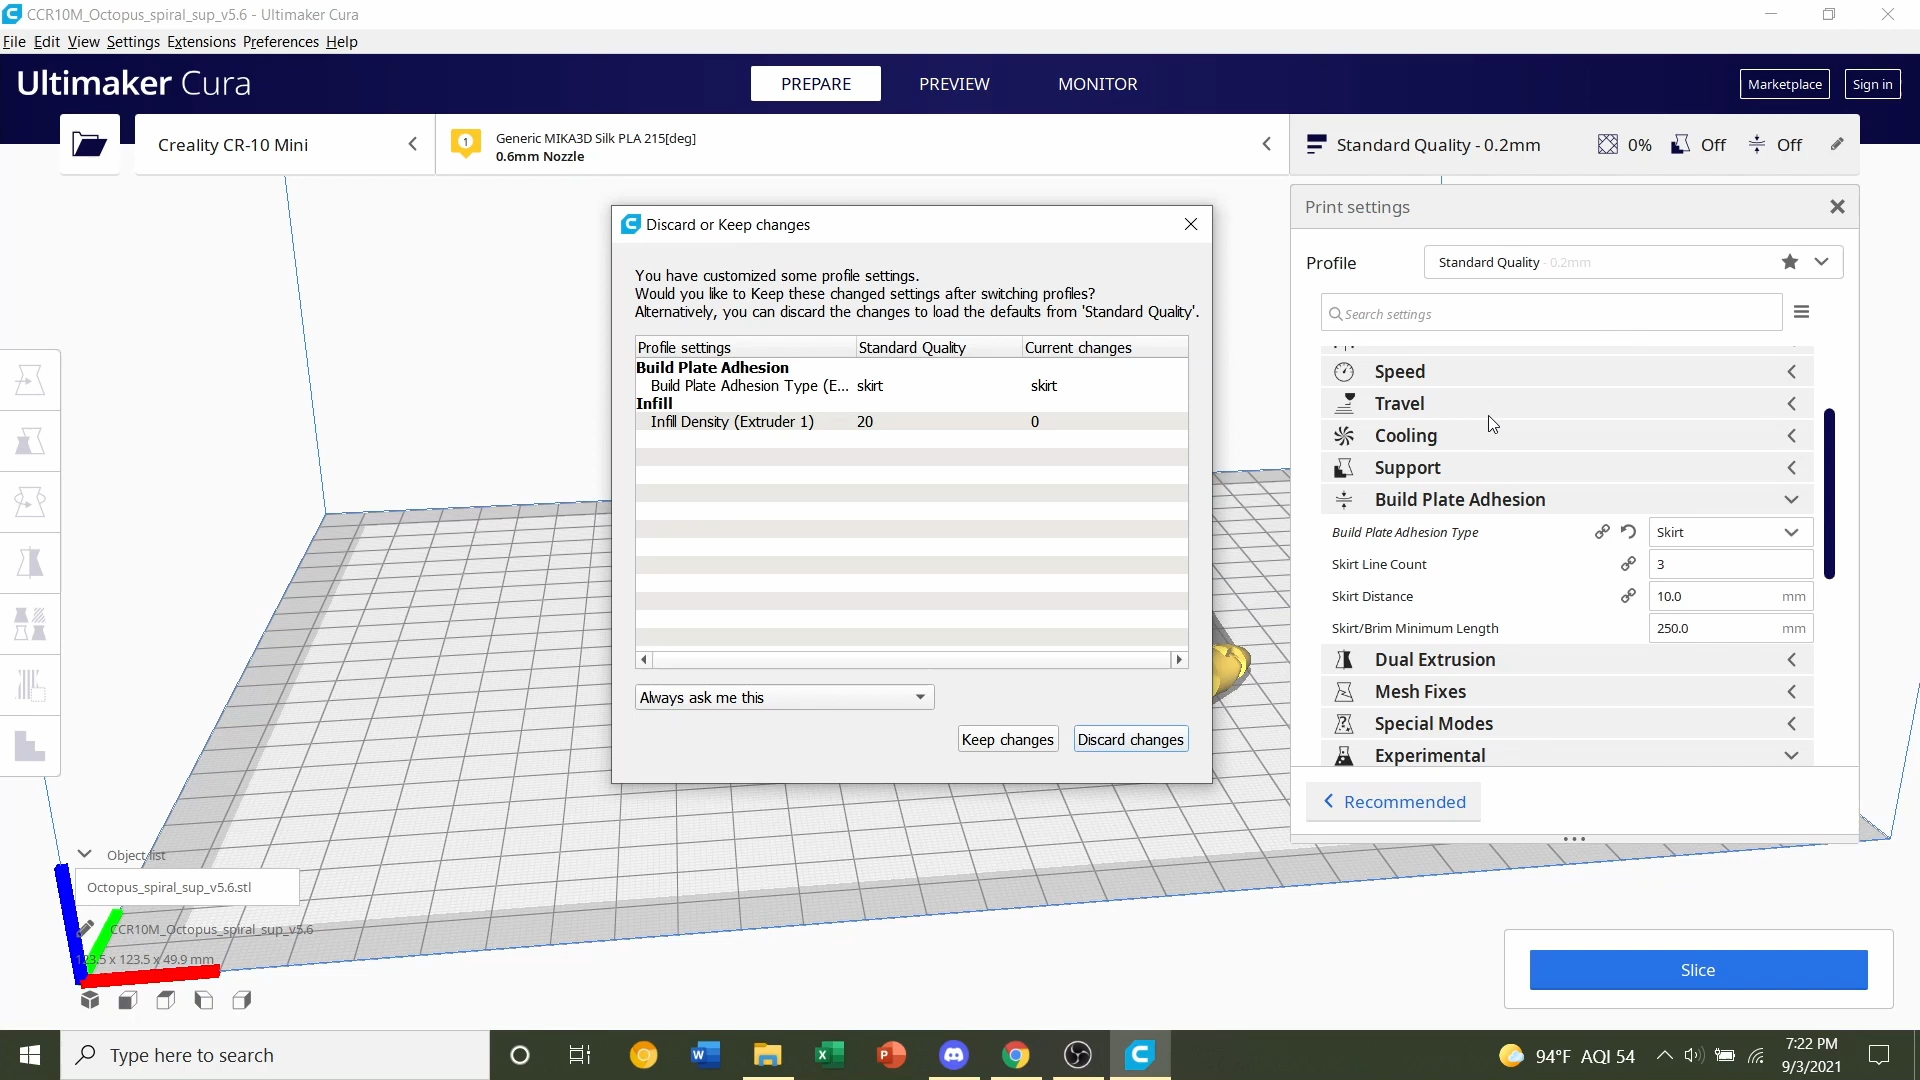 CCR10M_Octopus_spiral_sup_v5.6 - Ultimaker Cura
File Edit View Settings Extensions Preferences Help
Ultimaker Cura
PREPARE
PREVIEW
MONITOR
Marketplace
Sign in
Creality CR-10 Mini
1
Generic MIKA3D Silk PLA 215[deg]
0.6mm Nozzle
Standard Quality - 0.2mm
0%
Off
Off
Discard or Keep changes
You have customized some profile settings.
Would you like to Keep these changed settings after switching profiles?
Alternatively, you can discard the changes to load the defaults from 'Standard Quality'.
Profile settings Standard Quality Current changes
Build Plate Adhesion
Build Plate Adhesion Type (E... skirt skirt
Infill
Infill Density (Extruder 1) 20 0
Always ask me this
Keep changes
Discard changes
Print settings
Profile
Standard Quality - 0.2mm
Search settings
Speed
Travel
Cooling
Support
Build Plate Adhesion
Build Plate Adhesion Type Skirt
Skirt Line Count 3
Skirt Distance 10.0 mm
Skirt/Brim Minimum Length 250.0 mm
Dual Extrusion
Mesh Fixes
Special Modes
Experimental
Recommended
Object list
Octopus_spiral_sup_v5.6.stl
CCR10M_Octopus_spiral_sup_v5.6
123.5 x 123.5 x 49.9 mm
Slice
Type here to search
94°F AQI 54
7:22 PM
9/3/2021